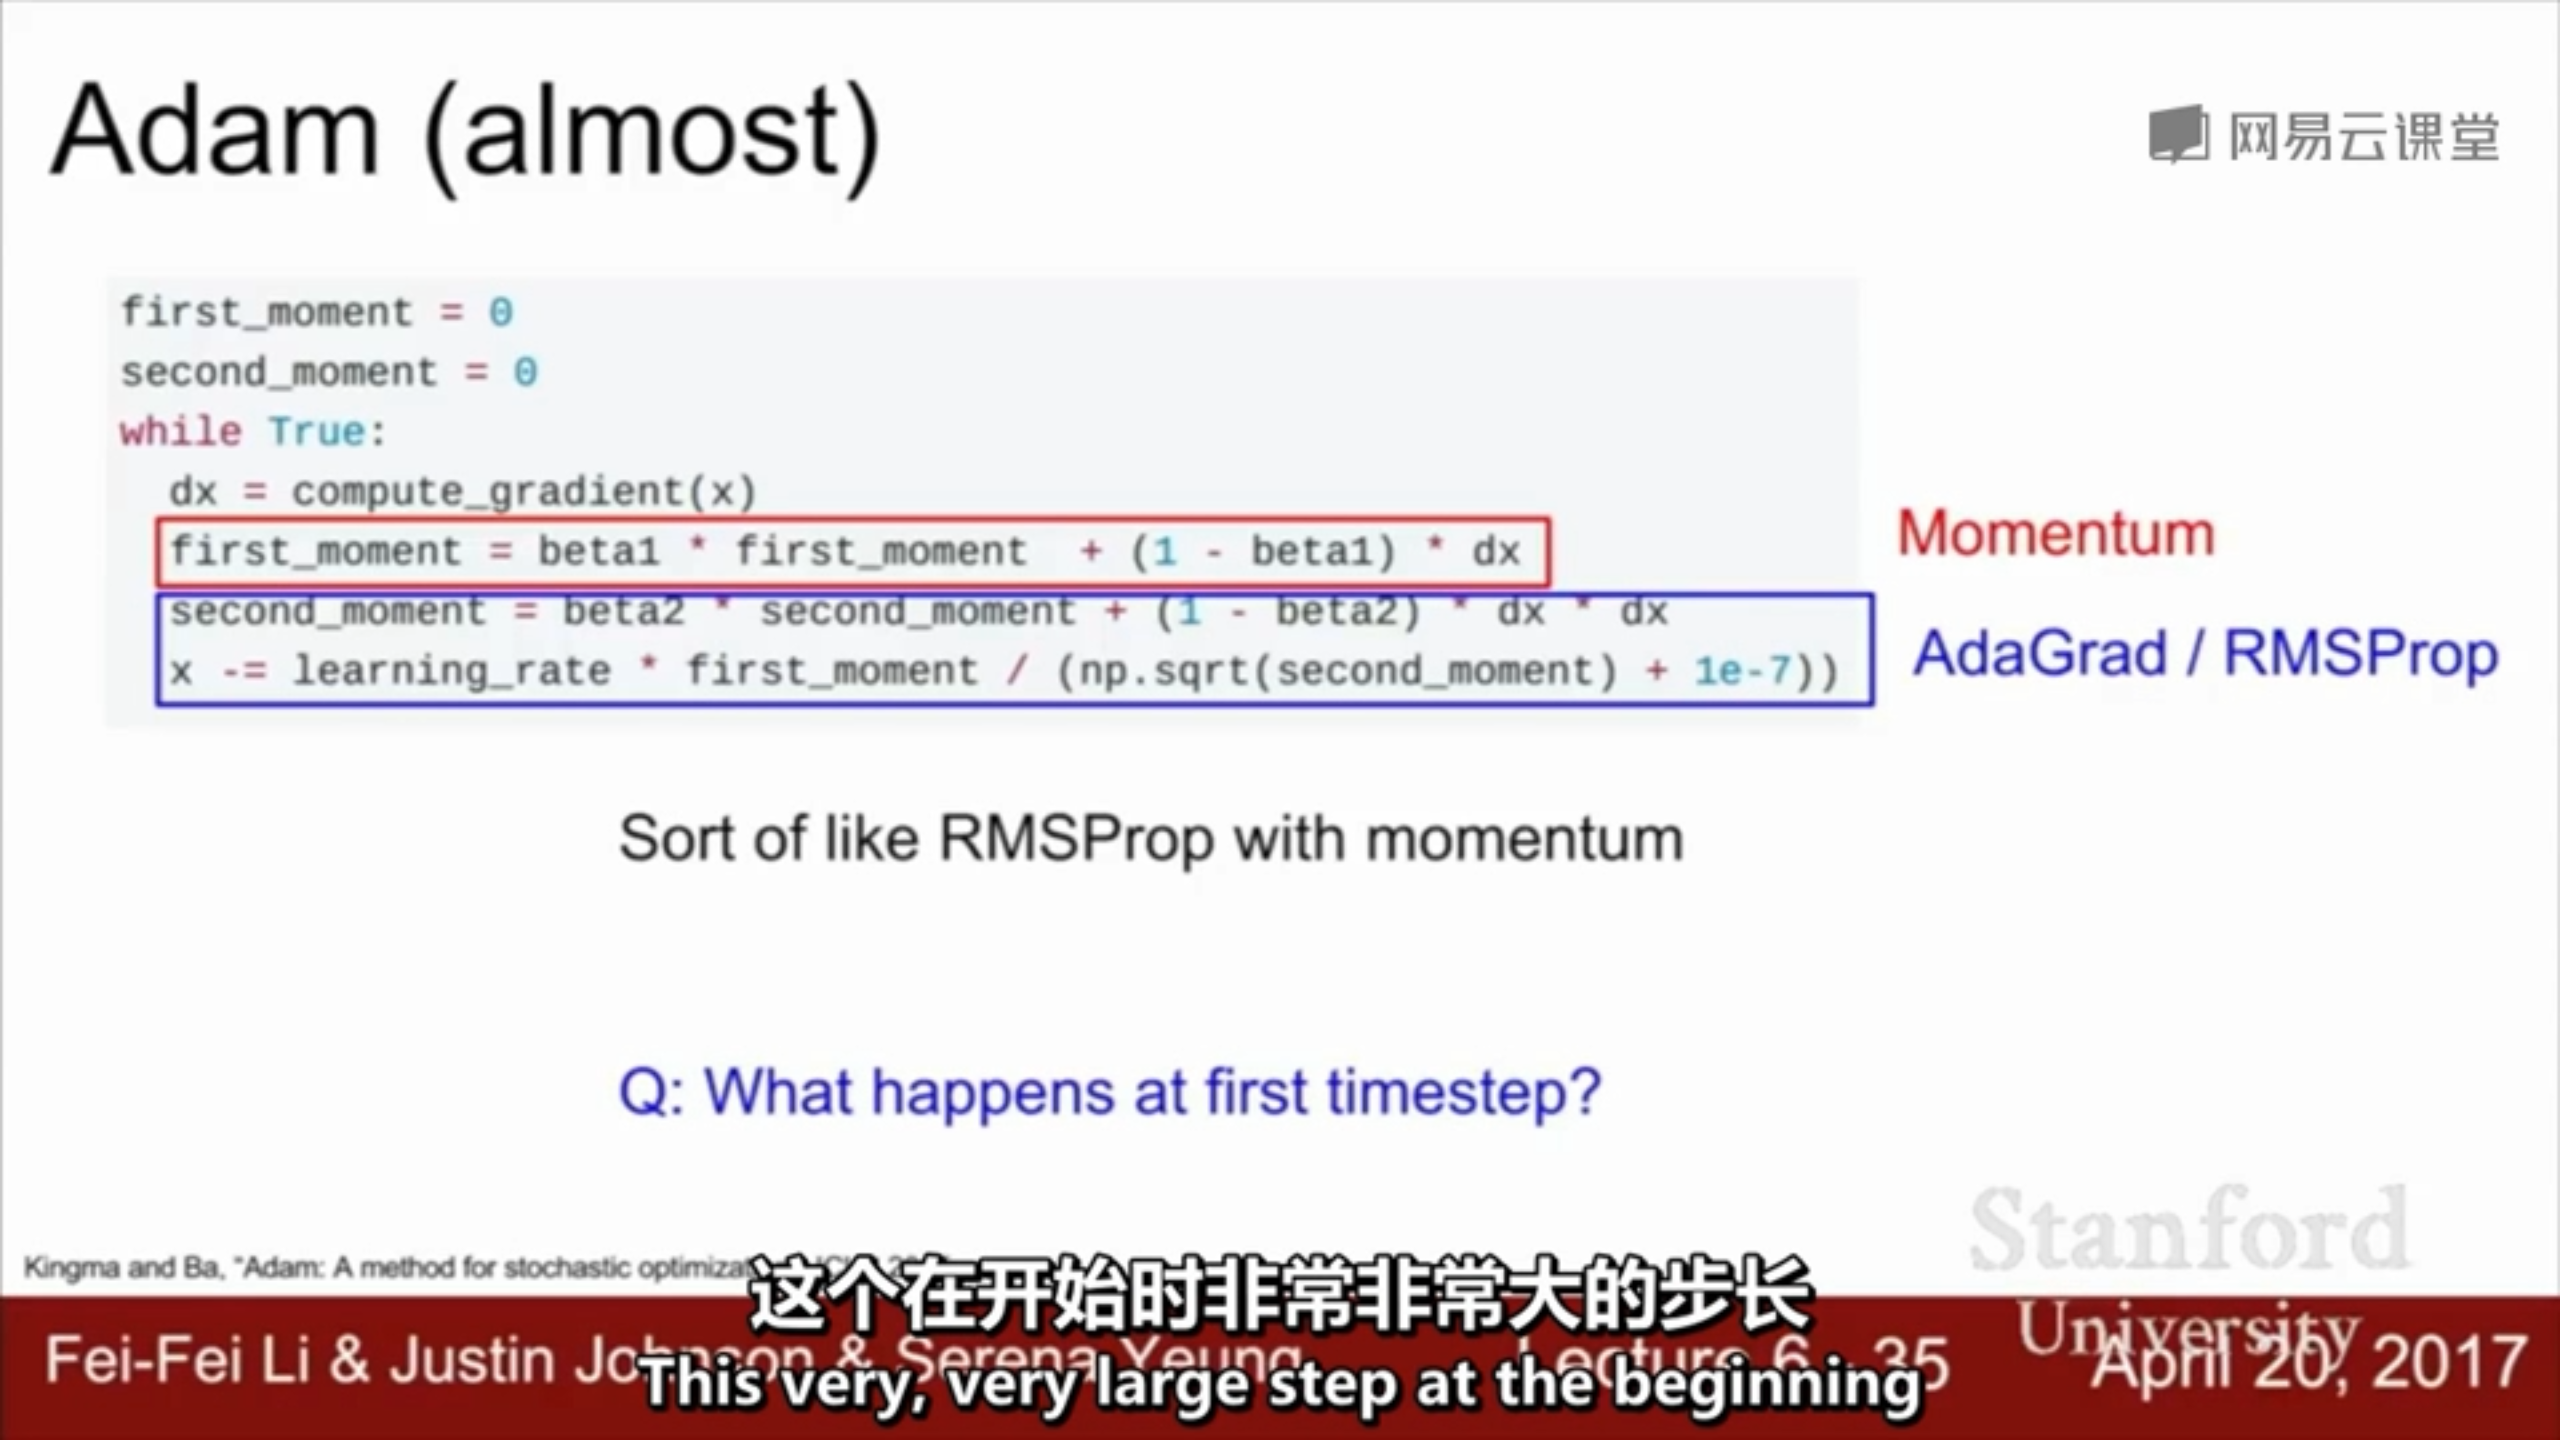 Adam (almost)
网易云课堂
first_moment = 0
second_moment = 0
while True:
dx = compute_gradient(x)
first_moment = beta1 * first_moment + (1 - beta1) * dx
Momentum
second_moment = beta2 * second_moment + (1 - beta2) * dx * dx
x -= learning_rate * first_moment / (np.sqrt(second_moment) + 1e-7))
AdaGrad / RMSProp
Sort of like RMSProp with momentum
Q: What happens at first timestep?
Stanford
University
Kingma and Ba, "Adam: A method for stochastic
这个在开始时非常非常大的步长
Fei-Fei Li & Justin Johnson & Serena Yeung
Lecture 6 - 35
April 20, 2017
This very, very large step at the beginning